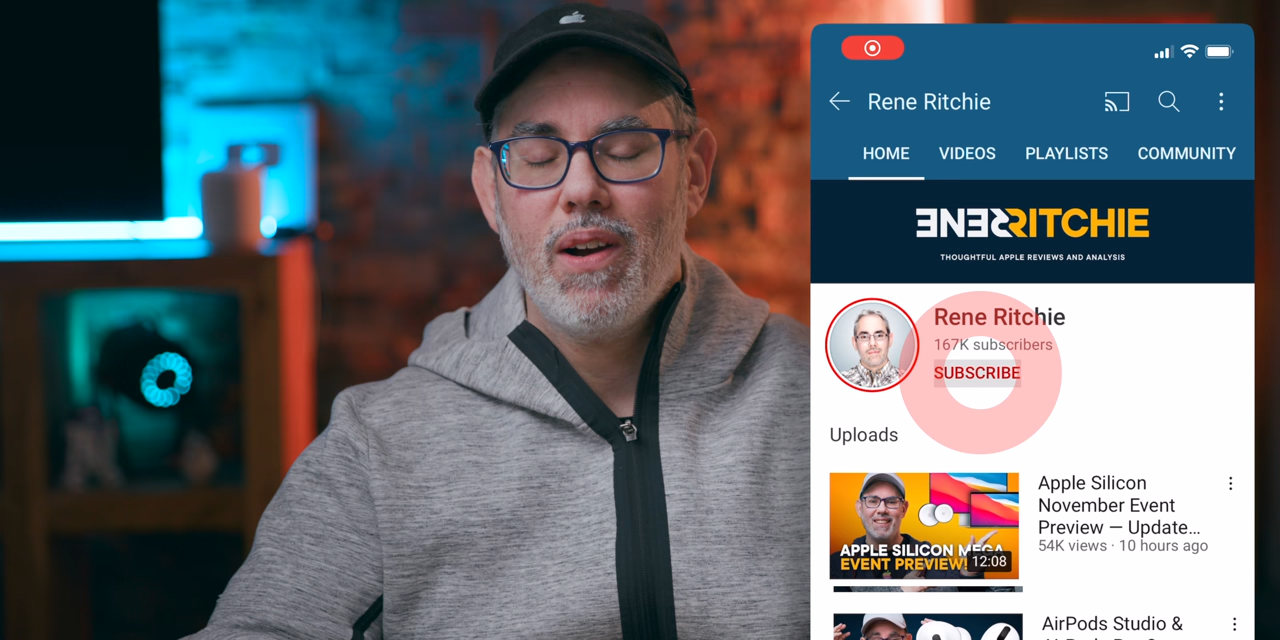 Rene Ritchie
HOME VIDEOS PLAYLISTS COMMUNITY
RENERITCHIE
THOUGHTFUL APPLE REVIEWS AND ANALYSIS
Rene Ritchie
167K subscribers
SUBSCRIBE
Uploads
Apple Silicon
November Event
Preview — Update...
54K views · 10 hours ago
APPLE SILICON MEGA
EVENT PREVIEW!
12:08
AirPods Studio &